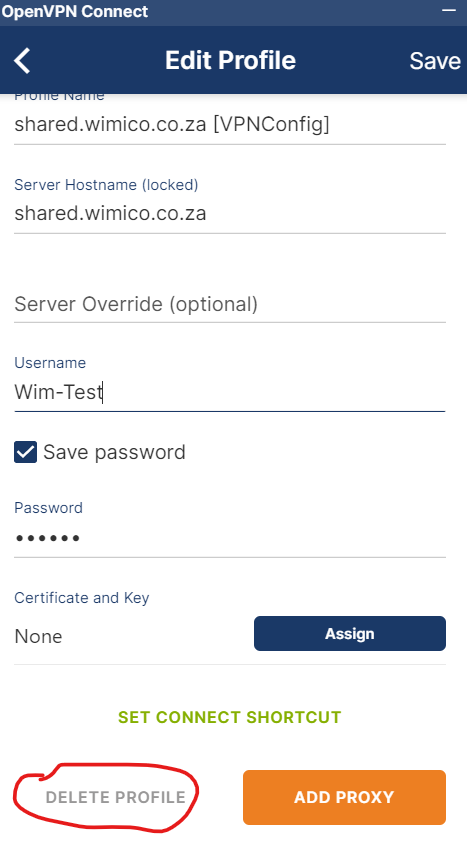 OpenVPN Connect
Edit Profile Save
Profile Name
shared.wimico.co.za [VPNConfig]
Server Hostname (locked)
shared.wimico.co.za
Server Override (optional)
Username
Wim-Test
Save password
Password
••••••
Certificate and Key
None Assign
SET CONNECT SHORTCUT
DELETE PROFILE ADD PROXY